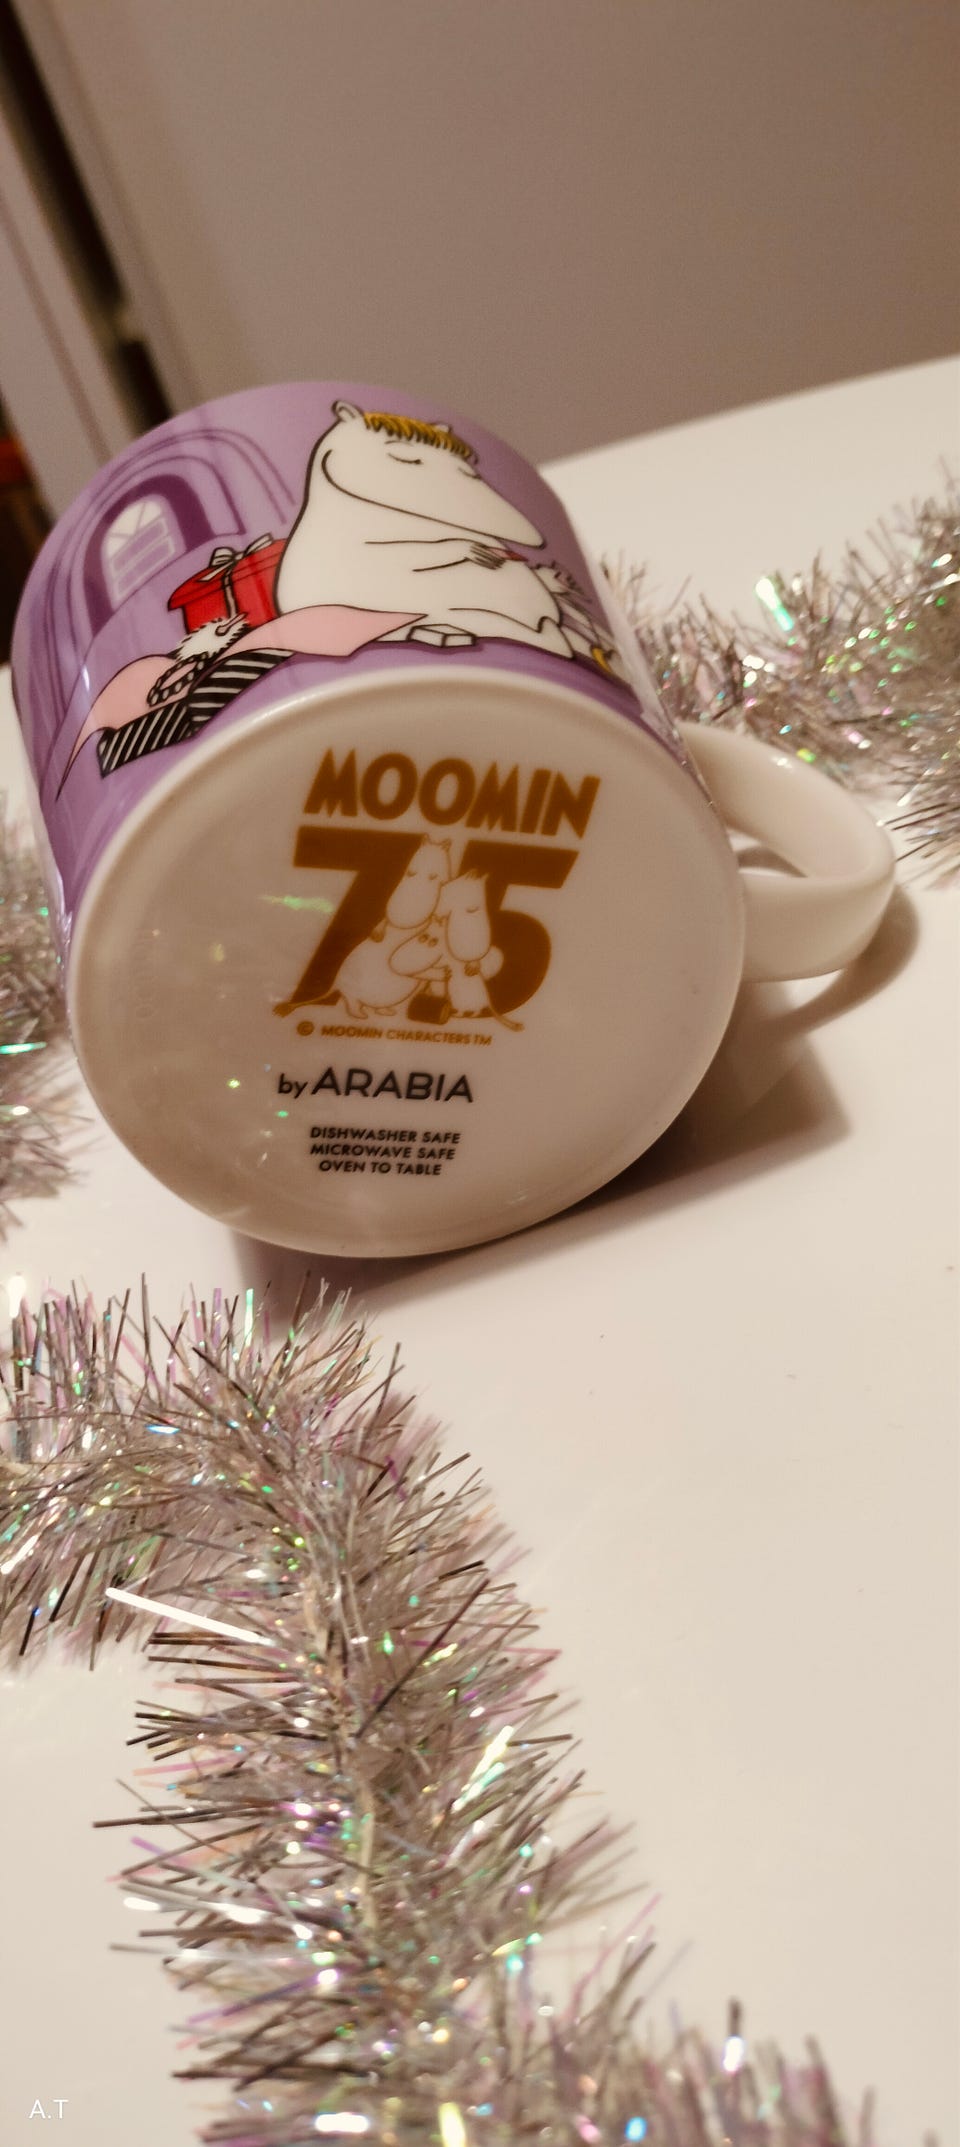 MOOMIN
75
© MOOMIN CHARACTERS TM
by ARABIA
DISHWASHER SAFE
MICROWAVE SAFE
OVEN TO TABLE
A.T